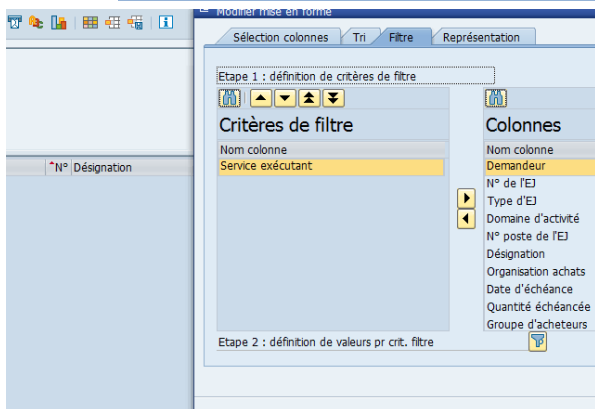 Modifier mise en forme
Sélection colonnes Tri Filtre Représentation
Etape 1 : définition de critères de filtre
Critères de filtre
Nom colonne
Service exécutant
Colonnes
Nom colonne
Demandeur
N° de l'EJ
Type d'EJ
Domaine d'activité
N° poste de l'EJ
Désignation
Organisation achats
Date d'échéance
Quantité échéancée
Groupe d'acheteurs
N° Désignation
Etape 2 : définition de valeurs pr crit. filtre